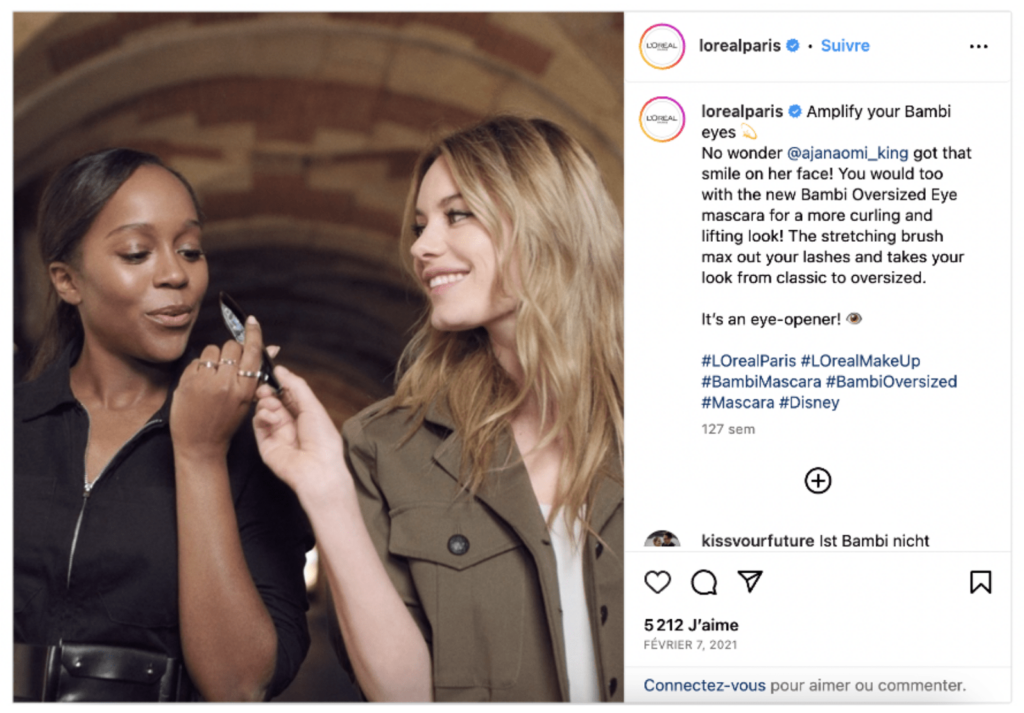 L'ORÉAL
lorealparis • Suivre
L'ORÉAL
lorealparis Amplify your Bambi
eyes 💫
No wonder @ajanaomi_king got that
smile on her face! You would too
with the new Bambi Oversized Eye
mascara for a more curling and
lifting look! The stretching brush
max out your lashes and takes your
look from classic to oversized.
It's an eye-opener! 👁
#LOrealParis #LOrealMakeUp
#BambiMascara #BambiOversized
#Mascara #Disney
127 sem
kissyourfuture Ist Bambi nicht
5 212 J'aime
FÉVRIER 7, 2021
Connectez-vous pour aimer ou commenter.